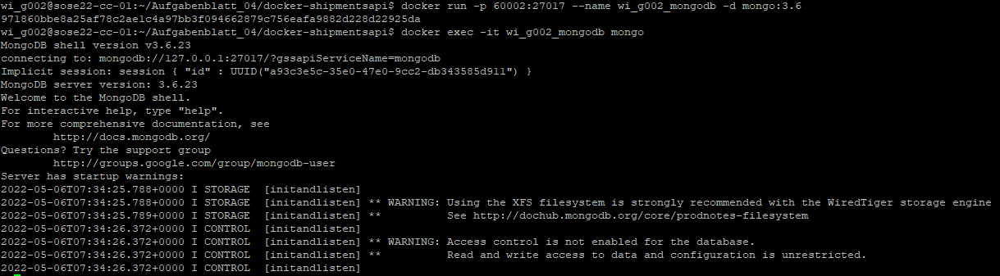 wi_g002@sose22-cc-01:~/Aufgabenblatt_04/docker-shipmentsapi$ docker run -p 60002:27017 --name wi_g002_mongodb -d mongo:3.6
971860bbe8a25af78c2ae1c4a97bb3f094662879c756eafa9882d228d22925da
wi_g002@sose22-cc-01:~/Aufgabenblatt_04/docker-shipmentsapi$ docker exec -it wi_g002_mongodb mongo
MongoDB shell version v3.6.23
connecting to: mongodb://127.0.0.1:27017/?gssapiServiceName=mongodb
Implicit session: session { "id" : UUID("a93c3e5c-35e0-47e0-9cc2-db343585d911") }
MongoDB server version: 3.6.23
Welcome to the MongoDB shell.
For interactive help, type "help".
For more comprehensive documentation, see
        http://docs.mongodb.org/
Questions? Try the support group
        http://groups.google.com/group/mongodb-user
Server has startup warnings:
2022-05-06T07:34:25.788+0000 I STORAGE  [initandlisten]
2022-05-06T07:34:25.788+0000 I STORAGE  [initandlisten] ** WARNING: Using the XFS filesystem is strongly recommended with the WiredTiger storage engine
2022-05-06T07:34:25.789+0000 I STORAGE  [initandlisten] **          See http://dochub.mongodb.org/core/prodnotes-filesystem
2022-05-06T07:34:26.372+0000 I CONTROL  [initandlisten]
2022-05-06T07:34:26.372+0000 I CONTROL  [initandlisten] ** WARNING: Access control is not enabled for the database.
2022-05-06T07:34:26.372+0000 I CONTROL  [initandlisten] **          Read and write access to data and configuration is unrestricted.
2022-05-06T07:34:26.372+0000 I CONTROL  [initandlisten]